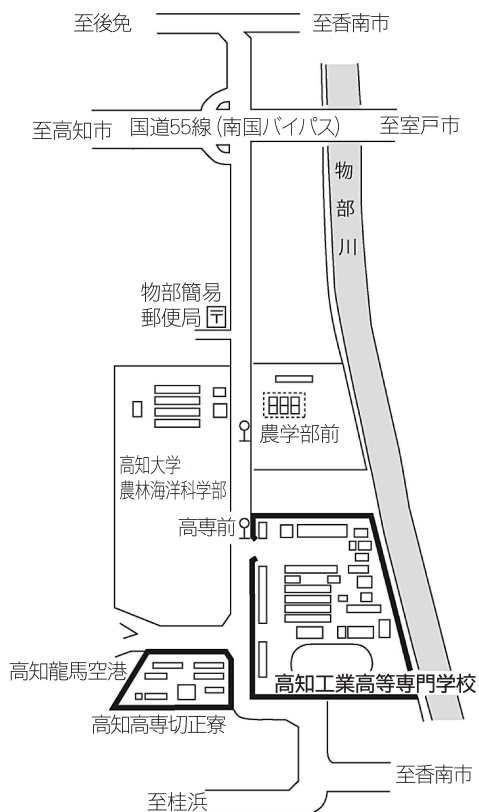 至後免
至香南市
至高知市
国道55線(南国バイパス)
至室戸市
物部川
物部簡易
郵便局〒
農学部前
高知大学
農林海洋科学部
高専前
高知龍馬空港
高知工業高等専門学校
高知高専切正寮
至香南市
至桂浜